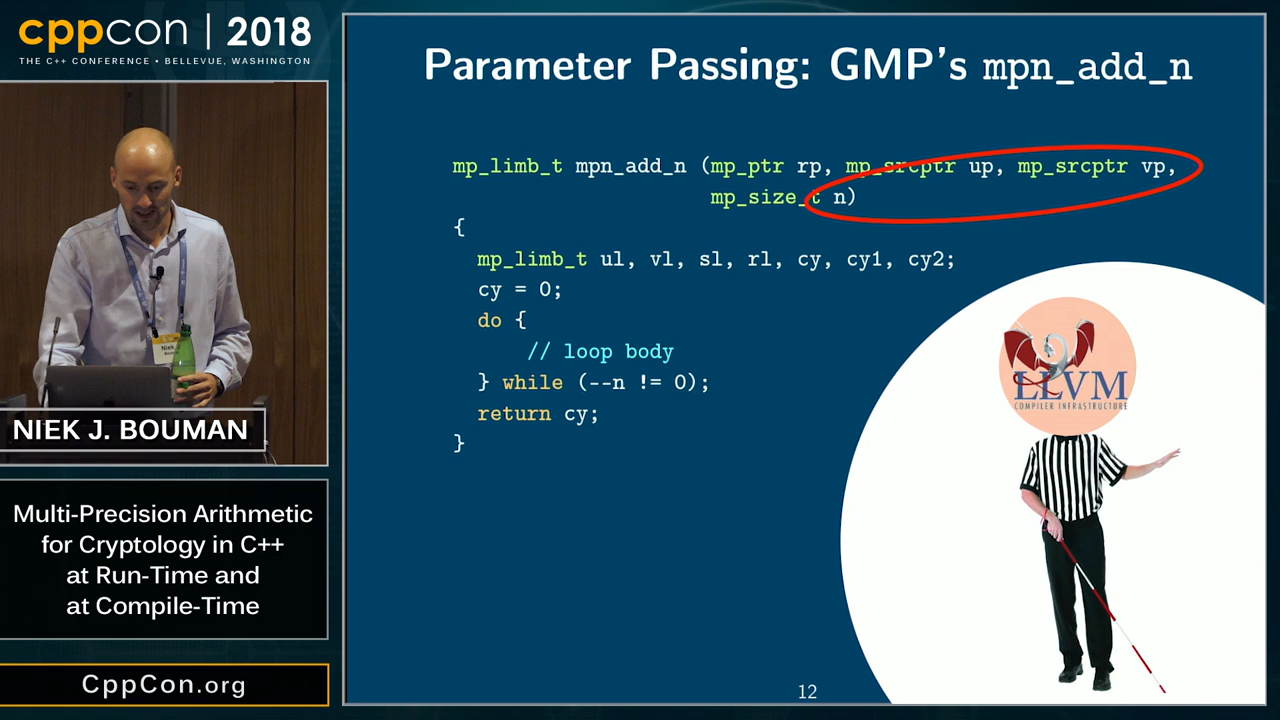 cppcon | 2018
THE C++ CONFERENCE • BELLEVUE, WASHINGTON
Parameter Passing: GMP's mpn_add_n
mp_limb_t mpn_add_n (mp_ptr rp, mp_srcptr up, mp_srcptr vp,
mp_size_t n)
{
mp_limb_t ul, vl, sl, rl, cy, cy1, cy2;
cy = 0;
do {
// loop body
} while (--n != 0);
return cy;
}
LLVM
COMPILER INFRASTRUCTURE
Niek J.
Bouman
NIEK J. BOUMAN
Multi-Precision Arithmetic
for Cryptology in C++
at Run-Time and
at Compile-Time
CppCon.org
12